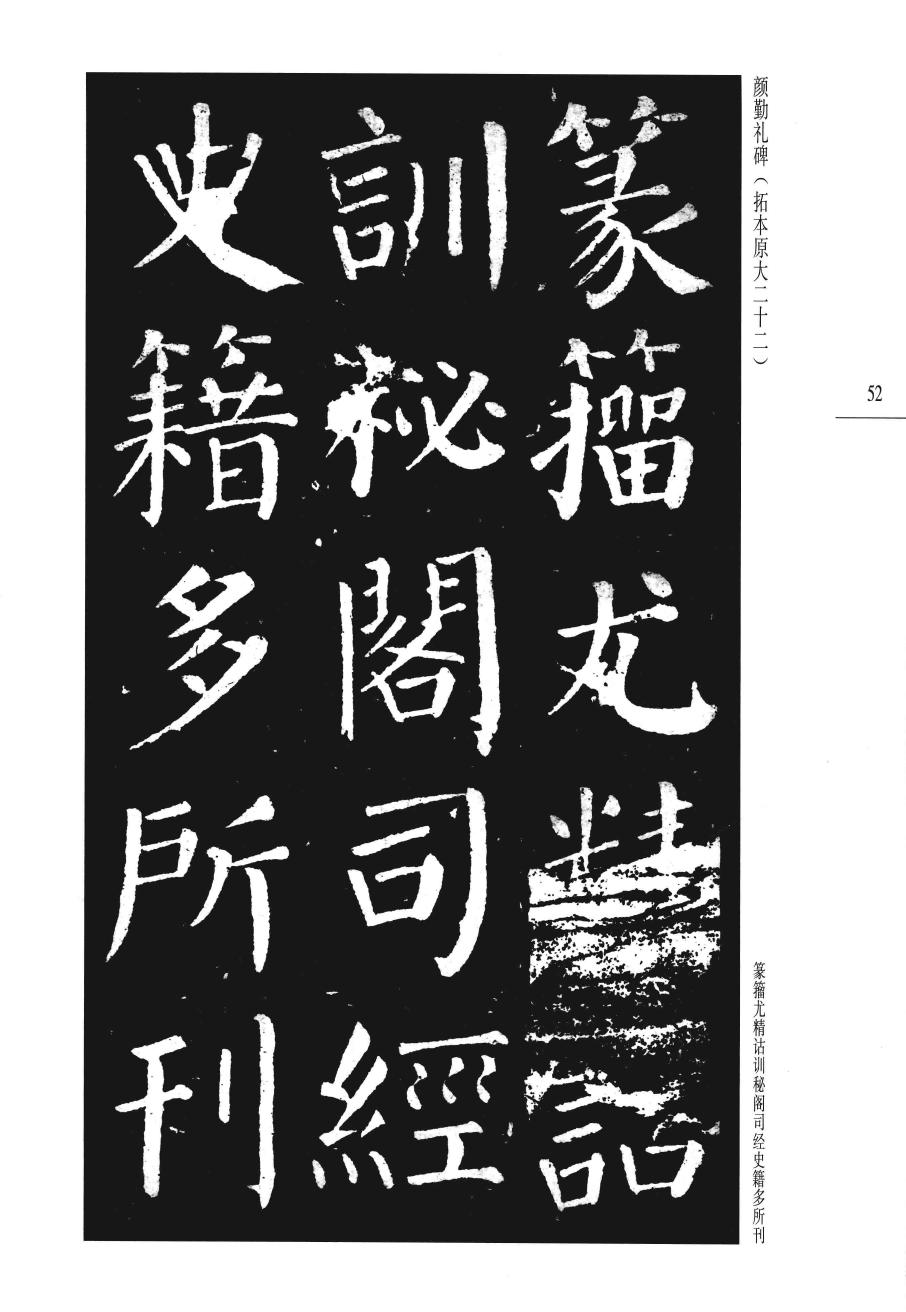 颜勤礼碑（拓本原大二十二）
52
篆籀尤精詁
訓秘閣司經
史籍多所刊
篆籀尤精诂训秘阁司经史籍多所刊